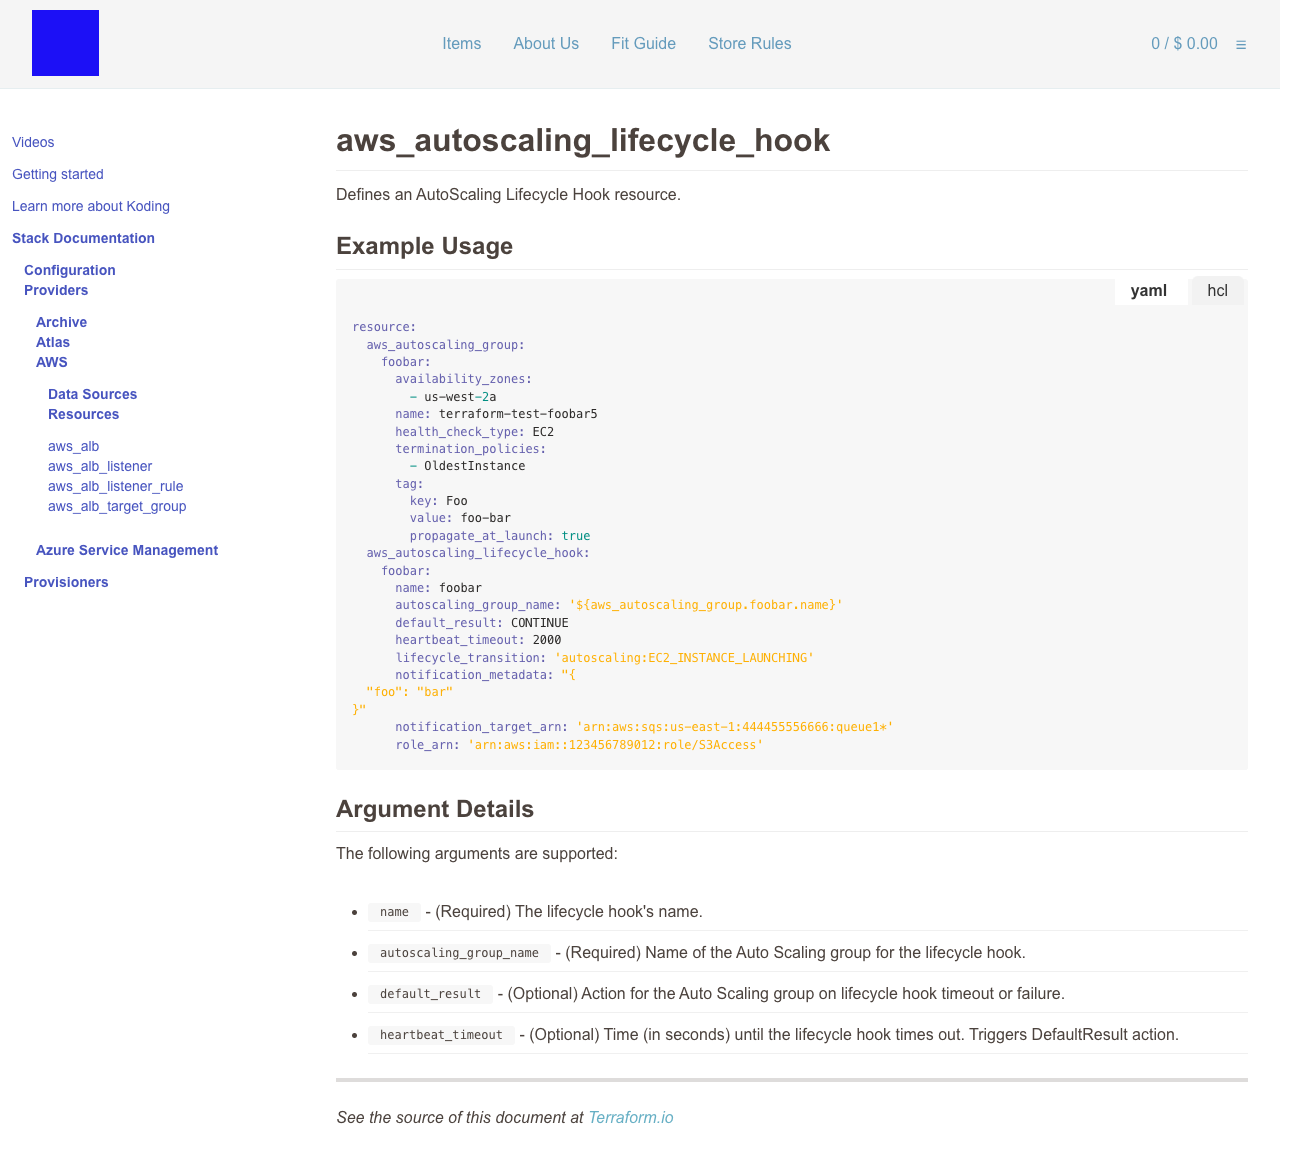 Items
About Us
Fit Guide
Store Rules
0 / $ 0.00 ≡
Videos
Getting started
Learn more about Koding
Stack Documentation
Configuration
Providers
Archive
Atlas
AWS
Data Sources
Resources
aws_alb
aws_alb_listener
aws_alb_listener_rule
aws_alb_target_group
Azure Service Management
Provisioners
aws_autoscaling_lifecycle_hook
Defines an AutoScaling Lifecycle Hook resource.
Example Usage
yaml
hcl
resource:
  aws_autoscaling_group:
    foobar:
      availability_zones:
        - us-west-2a
      name: terraform-test-foobar5
      health_check_type: EC2
      termination_policies:
        - OldestInstance
      tag:
        key: Foo
        value: foo-bar
        propagate_at_launch: true
  aws_autoscaling_lifecycle_hook:
    foobar:
      name: foobar
      autoscaling_group_name: '${aws_autoscaling_group.foobar.name}'
      default_result: CONTINUE
      heartbeat_timeout: 2000
      lifecycle_transition: 'autoscaling:EC2_INSTANCE_LAUNCHING'
      notification_metadata: "{
  "foo": "bar"
}"
      notification_target_arn: 'arn:aws:sqs:us-east-1:444455556666:queue1*'
      role_arn: 'arn:aws:iam::123456789012:role/S3Access'
Argument Details
The following arguments are supported:
• name - (Required) The lifecycle hook's name.
• autoscaling_group_name - (Required) Name of the Auto Scaling group for the lifecycle hook.
• default_result - (Optional) Action for the Auto Scaling group on lifecycle hook timeout or failure.
• heartbeat_timeout - (Optional) Time (in seconds) until the lifecycle hook times out. Triggers DefaultResult action.
See the source of this document at Terraform.io